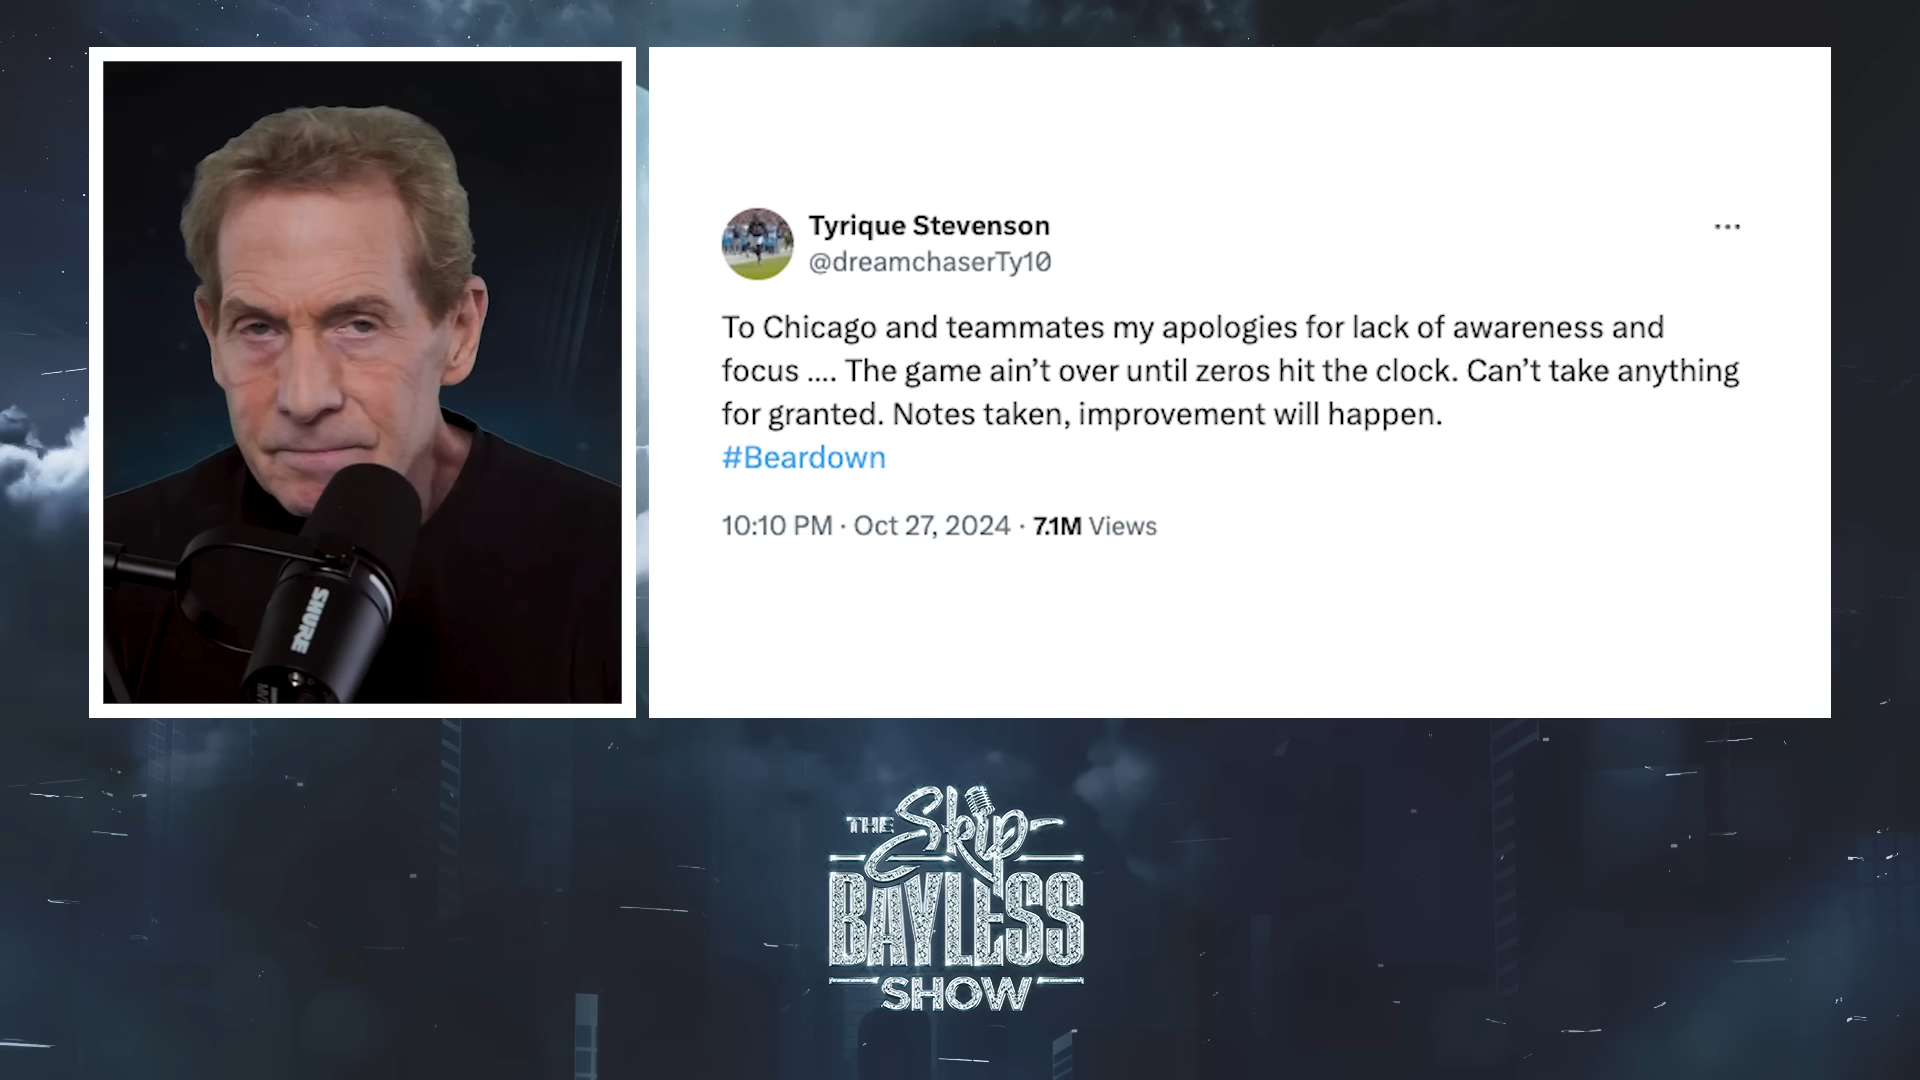 Tyrique Stevenson
@dreamchaserTy10
To Chicago and teammates my apologies for lack of awareness and
focus .... The game ain’t over until zeros hit the clock. Can’t take anything
for granted. Notes taken, improvement will happen.
#Beardown
10:10 PM · Oct 27, 2024 · 7.1M Views
SHURE
THE Skip
BAYLESS
SHOW